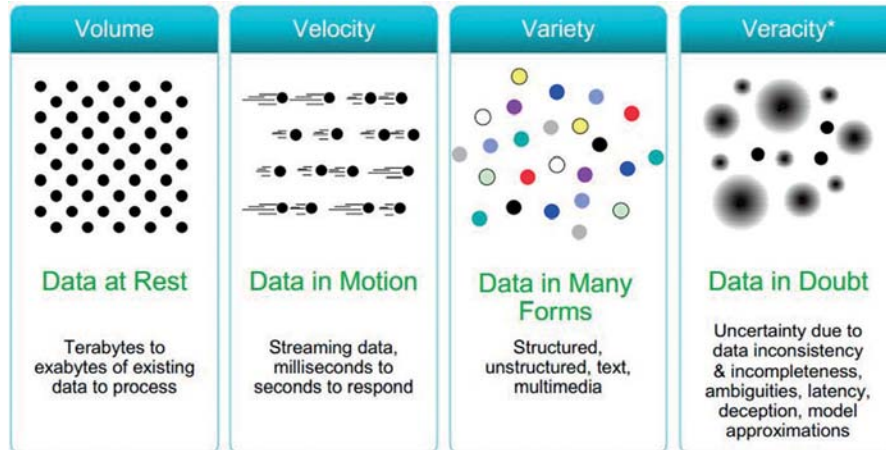 Volume
Data at Rest
Terabytes to
exabytes of existing
data to process
Velocity
Data in Motion
Streaming data,
milliseconds to
seconds to respond
Variety
Data in Many
Forms
Structured,
unstructured, text,
multimedia
Veracity*
Data in Doubt
Uncertainty due to
data inconsistency
& incompleteness,
ambiguities, latency,
deception, model
approximations